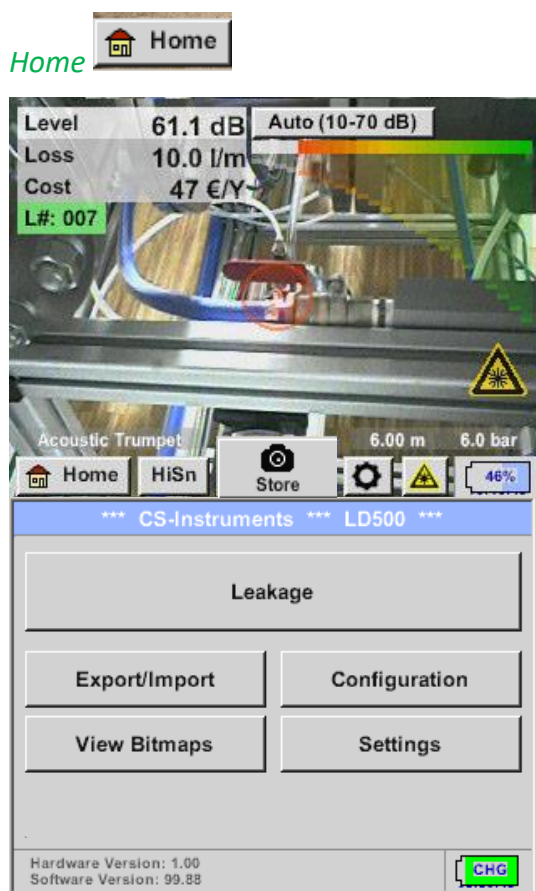 Home Home
Level 61.1 dB Auto (10-70 dB)
Loss 10.0 l/m
Cost 47 €/Y
L#: 007
Acoustic Trumpet 6.00 m 6.0 bar
Home HiSn Store 46%
*** CS-Instruments *** LD500 ***
Leakage
Export/Import Configuration
View Bitmaps Settings
Hardware Version: 1.00
Software Version: 99.88 CHG